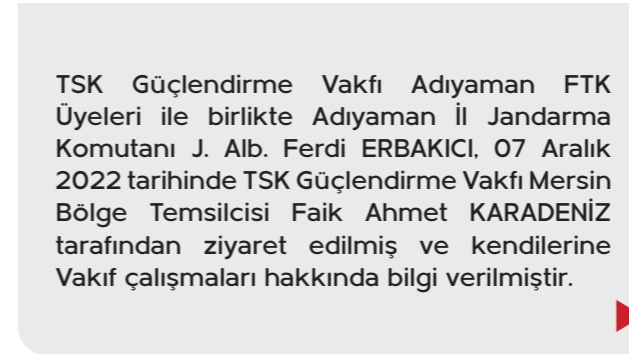 TSK Güçlendirme Vakfı Adıyaman FTK
Üyeleri ile birlikte Adıyaman İl Jandarma
Komutanı J. Alb. Ferdi ERBAKICI, 07 Aralık
2022 tarihinde TSK Güçlendirme Vakfı Mersin
Bölge Temsilcisi Faik Ahmet KARADENİZ
tarafından ziyaret edilmiş ve kendilerine
Vakıf çalışmaları hakkında bilgi verilmiştir.